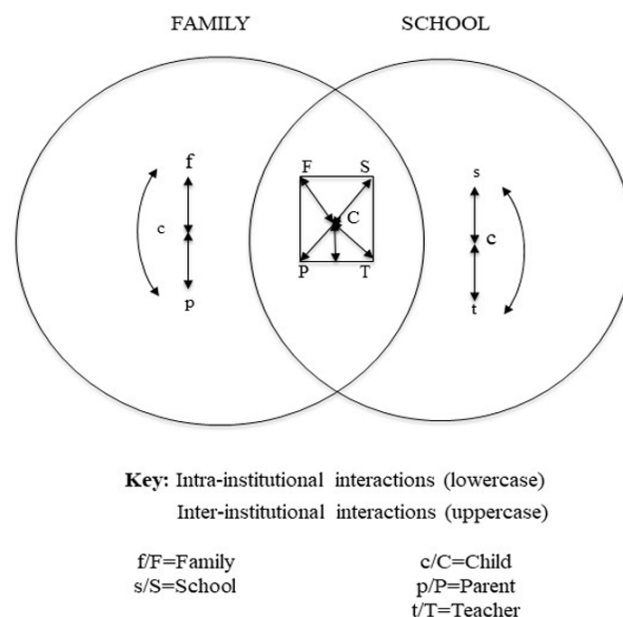 FAMILY SCHOOL
F S
f s
c C c
P T
p t
Key: Intra-institutional interactions (lowercase)
Inter-institutional interactions (uppercase)
f/F=Family c/C=Child
s/S=School p/P=Parent
t/T=Teacher